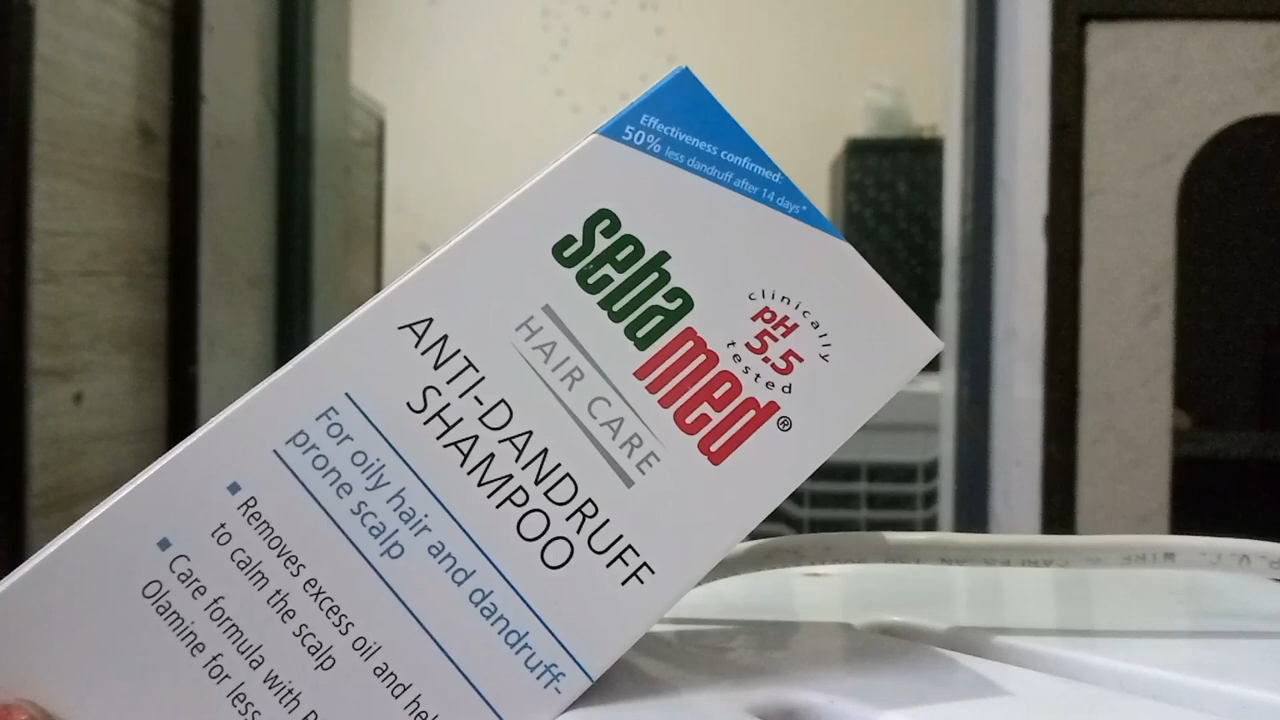 Effectiveness confirmed:
50% less dandruff after 14 days*
sebamed®
clinically
pH
5.5
tested
HAIR CARE
ANTI-DANDRUFF
SHAMPOO
For oily hair and dandruff-
prone scalp
Removes excess oil and
to calm the scalp
Care formula with
Olamine for less